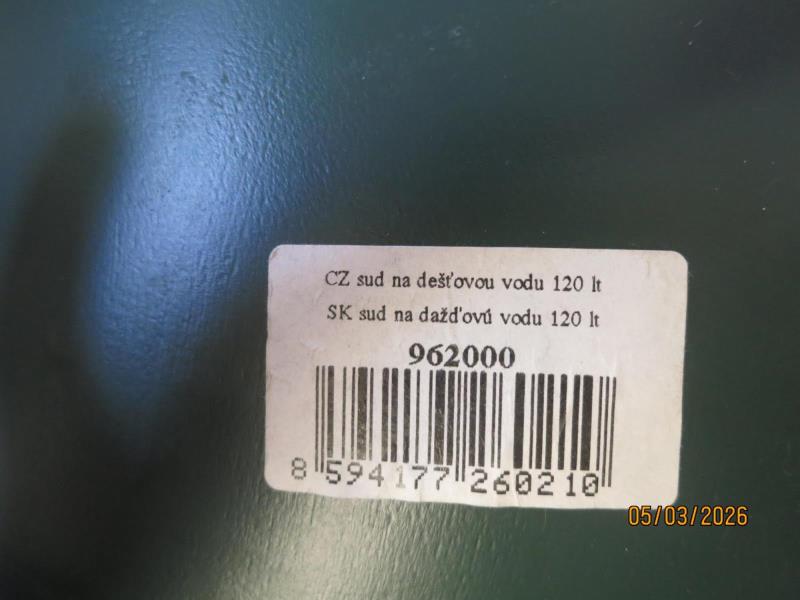 CZ sud na dešťovou vodu 120 lt
SK sud na dažďovú vodu 120 lt
962000
8 594177 260210
05/03/2026